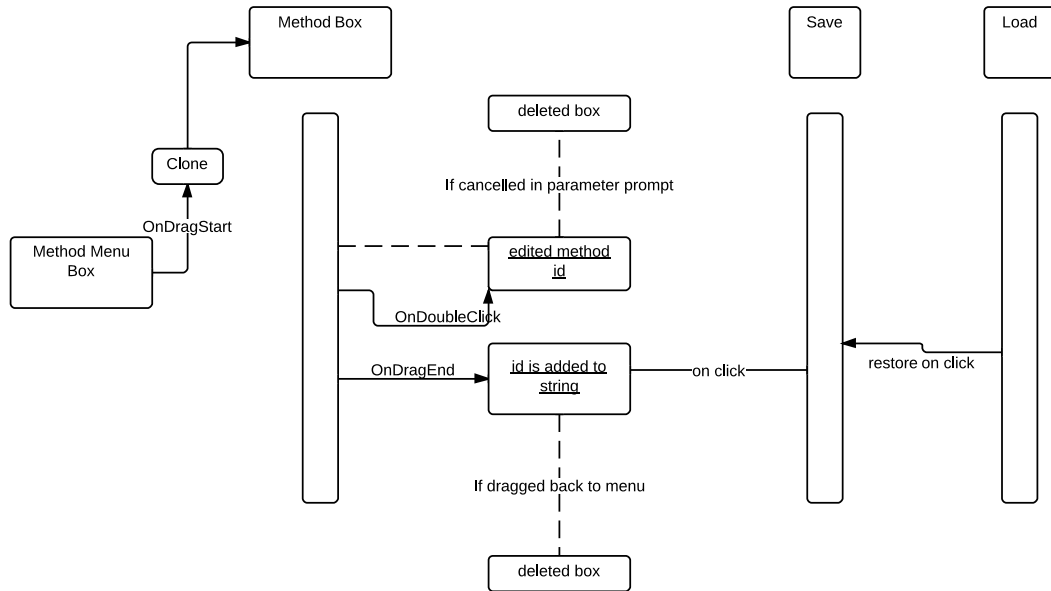 Method Box
Save
Load
deleted box
Clone
If cancelled in parameter prompt
OnDragStart
Method Menu
Box
edited method
id
OnDoubleClick
id is added to
string
OnDragEnd
on click
restore on click
If dragged back to menu
deleted box